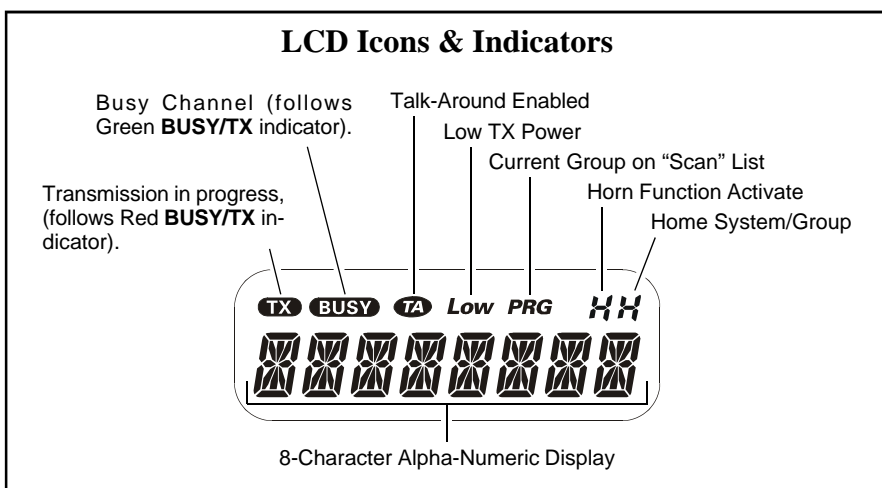 LCD Icons & Indicators
Busy Channel (follows
Green BUSY/TX indicator).
Talk-Around Enabled
Low TX Power
Current Group on “Scan” List
Horn Function Activate
Home System/Group
Transmission in progress,
(follows Red BUSY/TX in-
dicator).
TX BUSY TA Low PRG H H
8-Character Alpha-Numeric Display